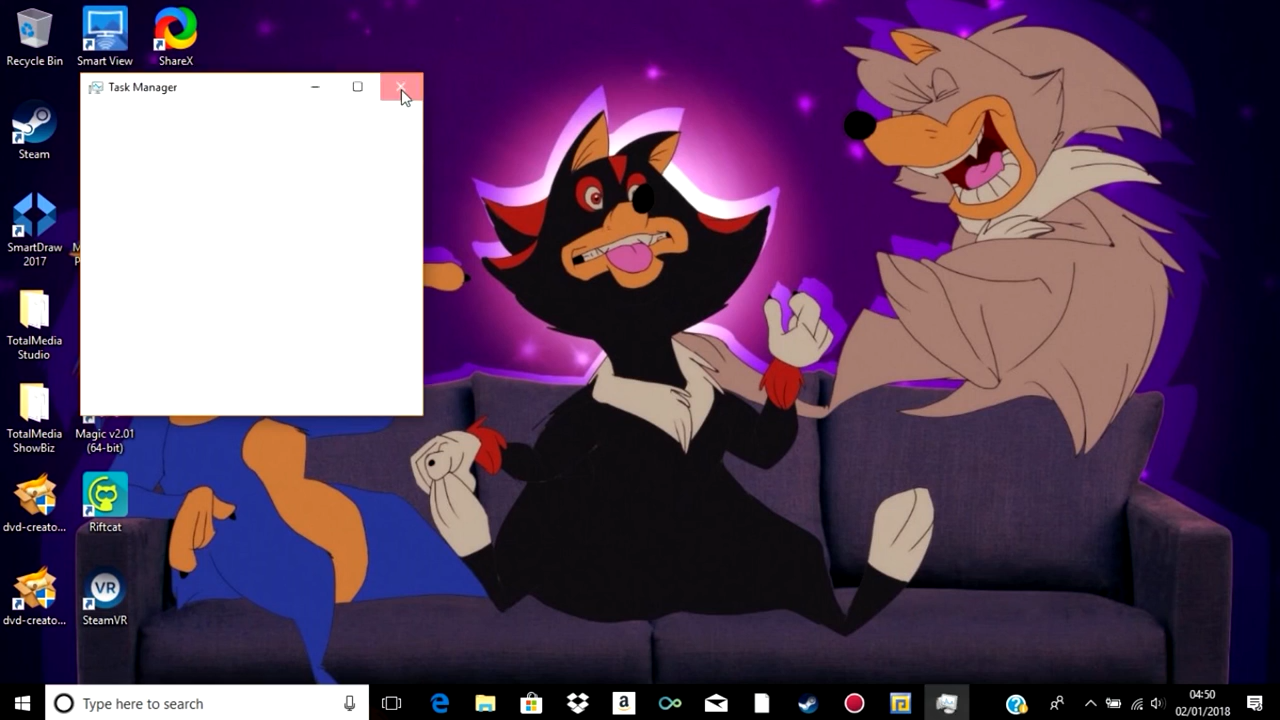 Recycle Bin
Smart View
ShareX
Task Manager
Steam
SmartDraw
2017
TotalMedia
Studio
TotalMedia
ShowBiz
Magic v2.01
(64-bit)
dvd-creato...
Riftcat
dvd-creato...
VR
SteamVR
Type here to search
a
04:50
02/01/2018